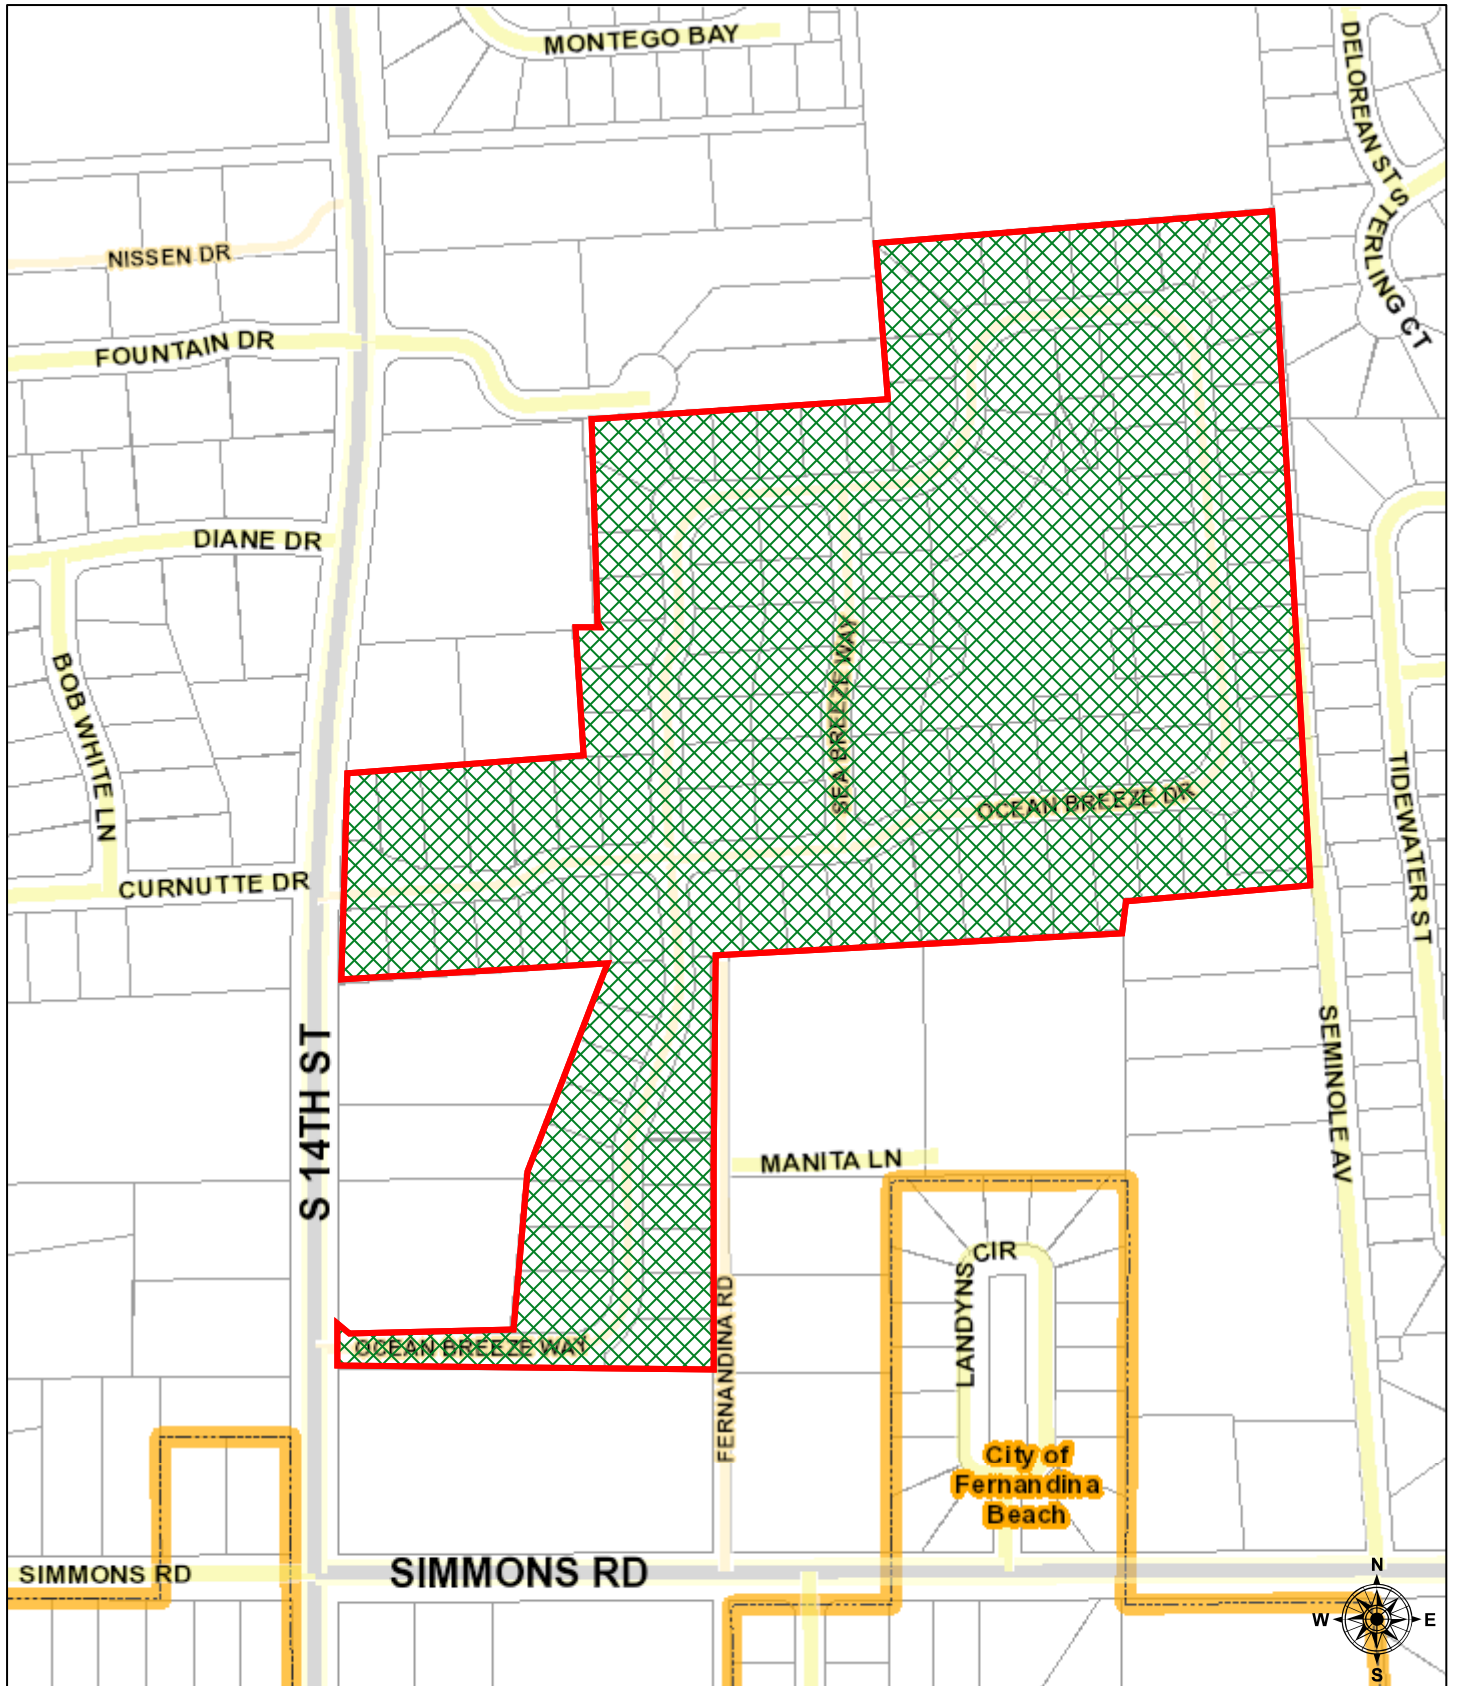 MONTEGO BAY
DELOREAN ST
STERLING CT
NISSEN DR
FOUNTAIN DR
DIANE DR
BOB WHITE LN
SEA BREEZE WAY
OCEAN BREEZE DR
TIDEWATER ST
CURNUTTE DR
S 14TH ST
SEMINOLE AV
MANITA LN
LANDYNS CIR
FERNANDINA RD
OCEAN BREEZE WAY
City of
Fernandina
Beach
SIMMONS RD
SIMMONS RD
N
W E
S